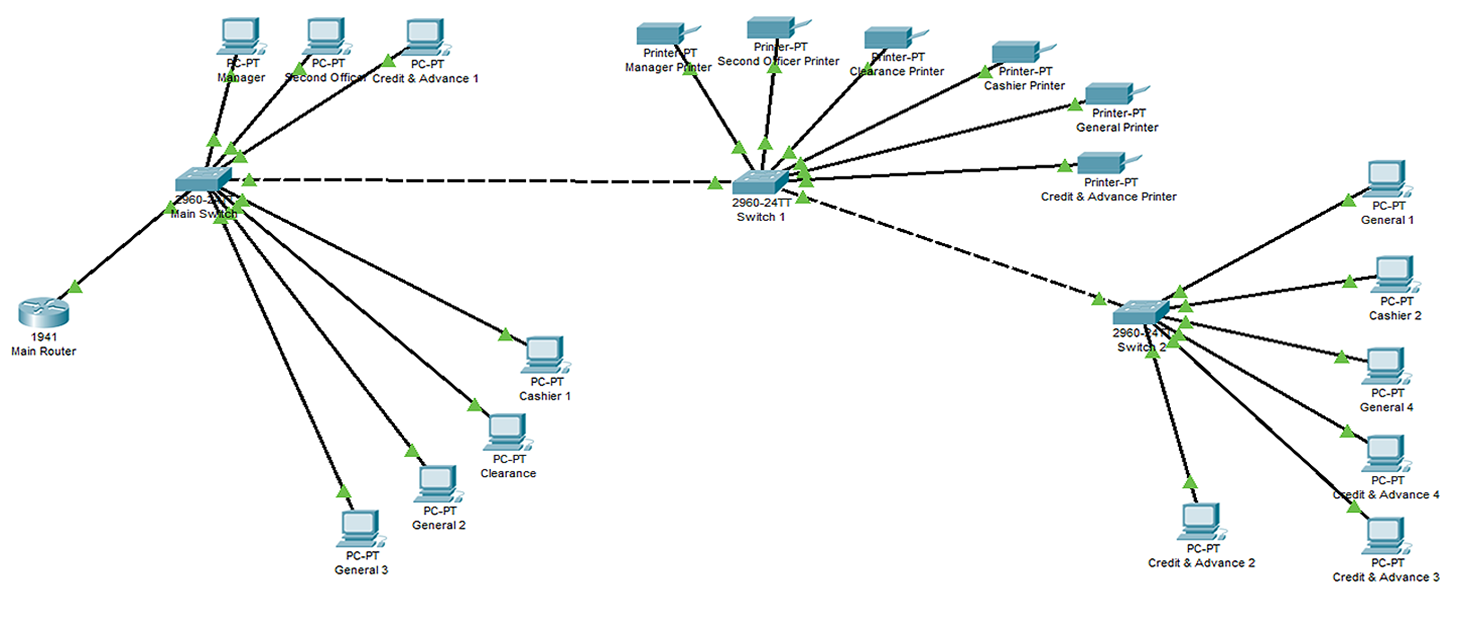 PC-PT
Manager
PC-PT
Second Officer
PC-PT
Credit & Advance 1
Printer-PT
Manager Printer
Printer-PT
Second Officer Printer
Printer-PT
Clearance Printer
Printer-PT
Cashier Printer
Printer-PT
General Printer
Printer-PT
Credit & Advance Printer
2960-24TT
Main Switch
2960-24TT
Switch 1
PC-PT
General 1
PC-PT
Cashier 2
1941
Main Router
2960-24TT
Switch 2
PC-PT
Cashier 1
PC-PT
General 4
PC-PT
Clearance
PC-PT
Credit & Advance 4
PC-PT
General 2
PC-PT
General 3
PC-PT
Credit & Advance 2
PC-PT
Credit & Advance 3